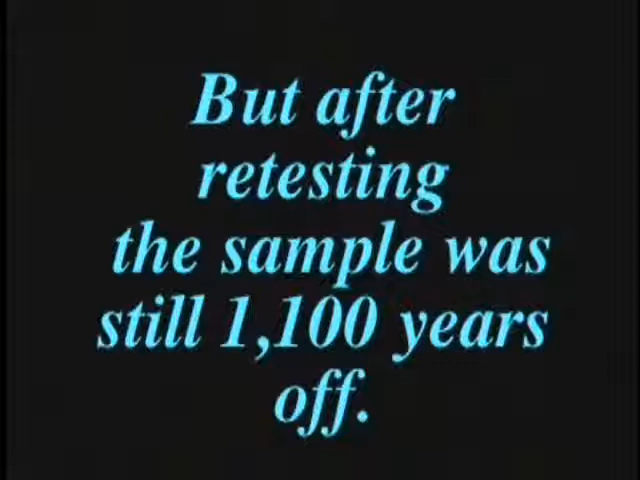 But after
retesting
the sample was
still 1,100 years
off.